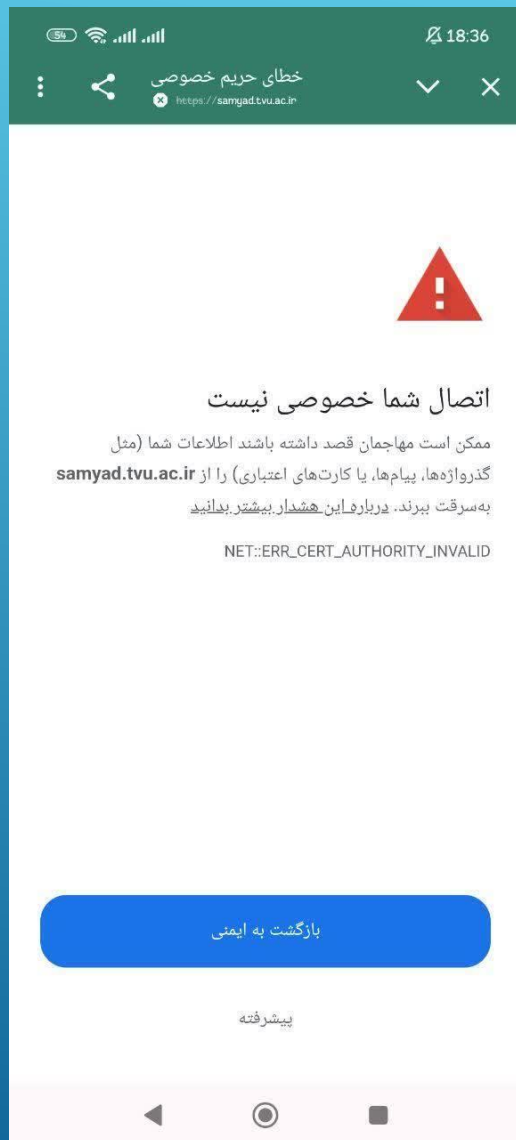 54
18:36
خطای حریم خصوصی
https://samyad.tvu.ac.ir
اتصال شما خصوصی نیست
ممکن است مهاجمان قصد داشته باشند اطلاعات شما (مثل
گذرواژه‌ها، پیام‌ها، یا کارت‌های اعتباری) را از samyad.tvu.ac.ir
به‌سرقت ببرند. درباره این هشدار بیشتر بدانید
NET::ERR_CERT_AUTHORITY_INVALID
بازگشت به ایمنی
پیشرفته